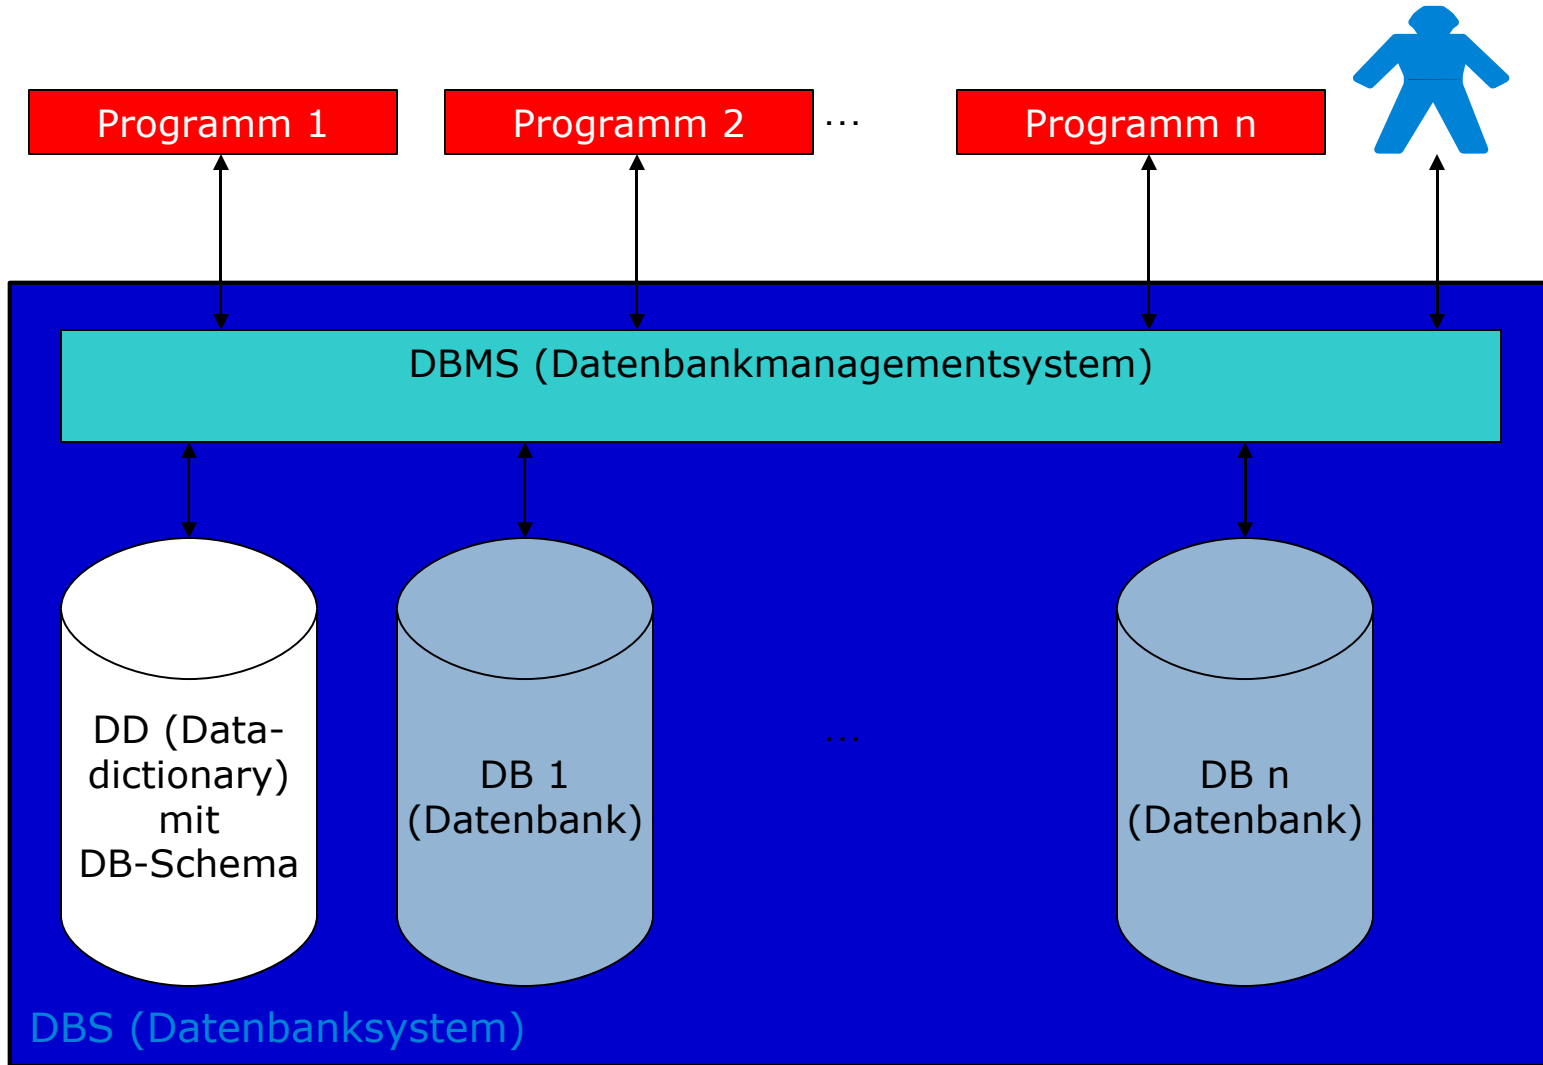 Programm 1
Programm 2
...
Programm n
DBMS (Datenbankmanagementsystem)
DD (Data-
dictionary)
mit
DB-Schema
DB 1
(Datenbank)
...
DB n
(Datenbank)
DBS (Datenbanksystem)